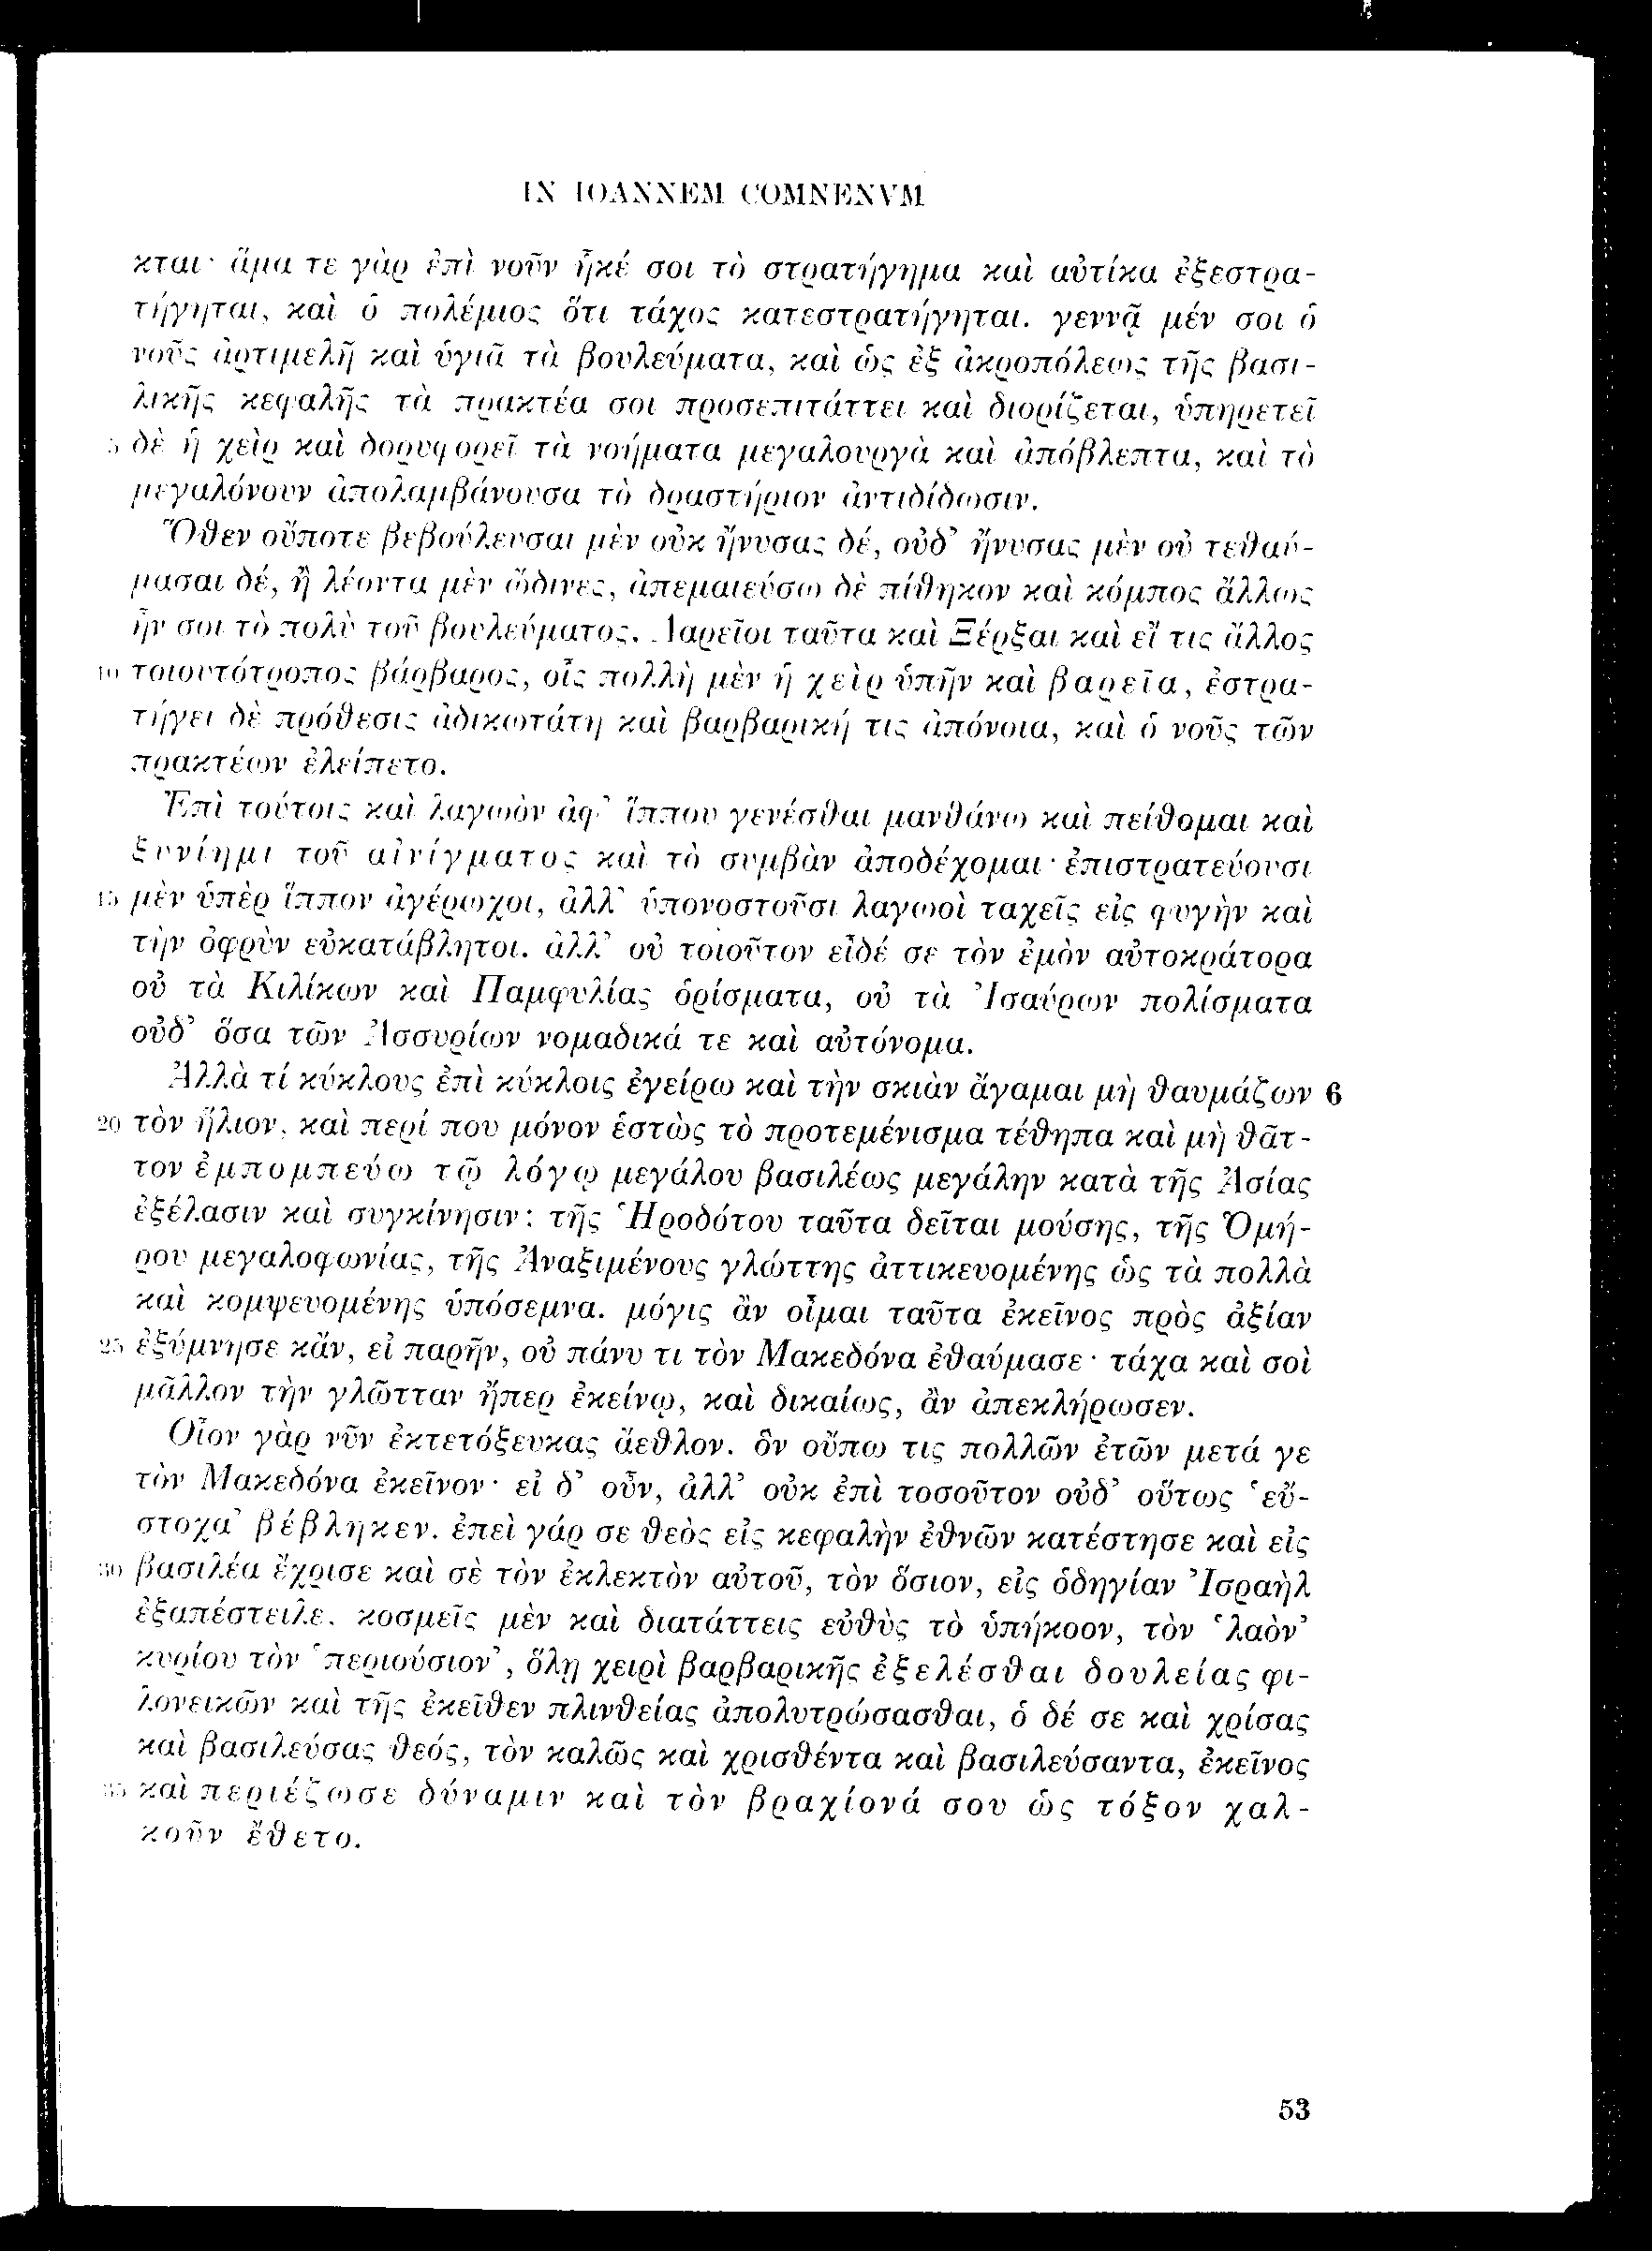 IN IOANNEM COMNENVM
κται· ἅμα τε γὰρ ἐπὶ νοῦν ἧκέ σοι τὸ στρατήγημα καὶ αὐτίκα ἐξεστρα-
τήγηται, καὶ ὁ πολέμιος ὅτι τάχος κατεστρατήγηται. γεννᾷ μέν σοι ὁ
νοῦς ἀρτιμελῆ καὶ ὑγιᾶ τὰ βουλεύματα, καὶ ὡς ἐξ ἀκροπόλεως τῆς βασι-
λικῆς κεφαλῆς τὰ πρακτέα σοι προσεπιτάττει καὶ διορίζεται, ὑπηρετεῖ
5 δὲ ἡ χεὶρ καὶ δορυφορεῖ τὰ νοήματα μεγαλουργὰ καὶ ἀπόβλεπτα, καὶ τὸ
μεγαλόνουν ἀπολαμβάνουσα τὸ δραστήριον ἀντιδίδωσιν.
Ὅθεν οὔποτε βεβούλευσαι μὲν οὐκ ἤνυσας δέ, οὐδ’ ἤνυσας μὲν οὐ τεθαύ-
μασαι δέ, ἢ λέοντα μὲν ὤδινες, ἀπεμαιεύσω δὲ πίθηκον καὶ κόμπος ἄλλως
ἦν σοι τὸ πολὺ τοῦ βουλεύματος. Δαρεῖοι ταῦτα καὶ Ξέρξαι καὶ εἴ τις ἄλλος
10 τοιουτότροπος βάρβαρος, οἷς πολλὴ μὲν ἡ χεὶρ ὑπῆν καὶ βαρεῖα, ἐστρα-
τήγει δὲ πρόθεσις ἀδικωτάτη καὶ βαρβαρική τις ἀπόνοια, καὶ ὁ νοῦς τῶν
πρακτέων ἐλείπετο.
Ἐπὶ τούτοις καὶ λαγωὸν ἀφ’ ἵππου γενέσθαι μανθάνω καὶ πείθομαι καὶ
ξυνίημι τοῦ αἰνίγματος καὶ τὸ συμβὰν ἀποδέχομαι· ἐπιστρατεύουσι
15 μὲν ὑπὲρ ἵππον ἀγέρωχοι, ἀλλ’ ὑπονοστοῦσι λαγωοὶ ταχεῖς εἰς φυγὴν καὶ
τὴν ὀφρὺν εὐκατάβλητοι. ἀλλ’ οὐ τοιοῦτον εἶδέ σε τὸν ἐμὸν αὐτοκράτορα
οὐ τὰ Κιλίκων καὶ Παμφυλίας ὁρίσματα, οὐ τὰ Ἰσαύρων πολίσματα
οὐδ’ ὅσα τῶν Ἀσσυρίων νομαδικά τε καὶ αὐτόνομα.
Ἀλλὰ τί κύκλους ἐπὶ κύκλοις ἐγείρω καὶ τὴν σκιὰν ἄγαμαι μὴ θαυμάζων 6
20 τὸν ἥλιον, καὶ περί που μόνον ἑστὼς τὸ προτεμένισμα τέθηπα καὶ μὴ θᾶτ-
τον ἐμπομπεύω τῷ λόγῳ μεγάλου βασιλέως μεγάλην κατὰ τῆς Ἀσίας
ἐξέλασιν καὶ συγκίνησιν; τῆς Ἡροδότου ταῦτα δεῖται μούσης, τῆς Ὁμή-
ρου μεγαλοφωνίας, τῆς Ἀναξιμένους γλώττης ἀττικευομένης ὡς τὰ πολλὰ
καὶ κομψευομένης ὑπόσεμνα. μόγις ἂν οἶμαι ταῦτα ἐκεῖνος πρὸς ἀξίαν
25 ἐξύμνησε κἄν, εἰ παρῆν, οὐ πάνυ τι τὸν Μακεδόνα ἐθαύμασε· τάχα καὶ σοὶ
μᾶλλον τὴν γλῶτταν ἤπερ ἐκείνῳ, καὶ δικαίως, ἂν ἀπεκλήρωσεν.
Οἷον γὰρ νῦν ἐκτετόξευκας ἄεθλον, ὃν οὔπω τις πολλῶν ἐτῶν μετά γε
τὸν Μακεδόνα ἐκεῖνον· εἰ δ’ οὖν, ἀλλ’ οὐκ ἐπὶ τοσοῦτον οὐδ’ οὕτως ‘εὔ-
στοχα’ βέβληκεν. ἐπεὶ γάρ σε θεὸς εἰς κεφαλὴν ἐθνῶν κατέστησε καὶ εἰς
30 βασιλέα ἔχρισε καὶ σὲ τὸν ἐκλεκτὸν αὐτοῦ, τὸν ὅσιον, εἰς ὁδηγίαν Ἰσραὴλ
ἐξαπέστειλε, κοσμεῖς μὲν καὶ διατάττεις εὐθὺς τὸ ὑπήκοον, τὸν ‘λαὸν’
κυρίου τὸν ‘περιούσιον’, ὅλῃ χειρὶ βαρβαρικῆς ἐξελέσθαι δουλείας φι-
λονεικῶν καὶ τῆς ἐκεῖθεν πλινθείας ἀπολυτρώσασθαι, ὁ δέ σε καὶ χρίσας
καὶ βασιλεύσας θεός, τὸν καλῶς καὶ χρισθέντα καὶ βασιλεύσαντα, ἐκεῖνος
35 καὶ περιέζωσε δύναμιν καὶ τὸν βραχίονά σου ὡς τόξον χαλ-
κοῦν ἔθετο.
53